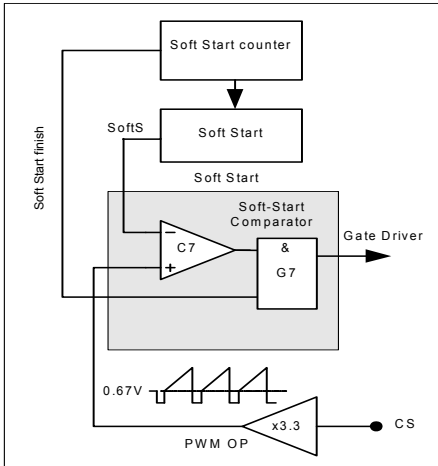 Soft Start counter
SoftS
Soft Start
Soft Start finish
Soft Start
Soft-Start
Comparator
Gate Driver
−
C7
+
&
G7
0.67V
x3.3
CS
PWM OP